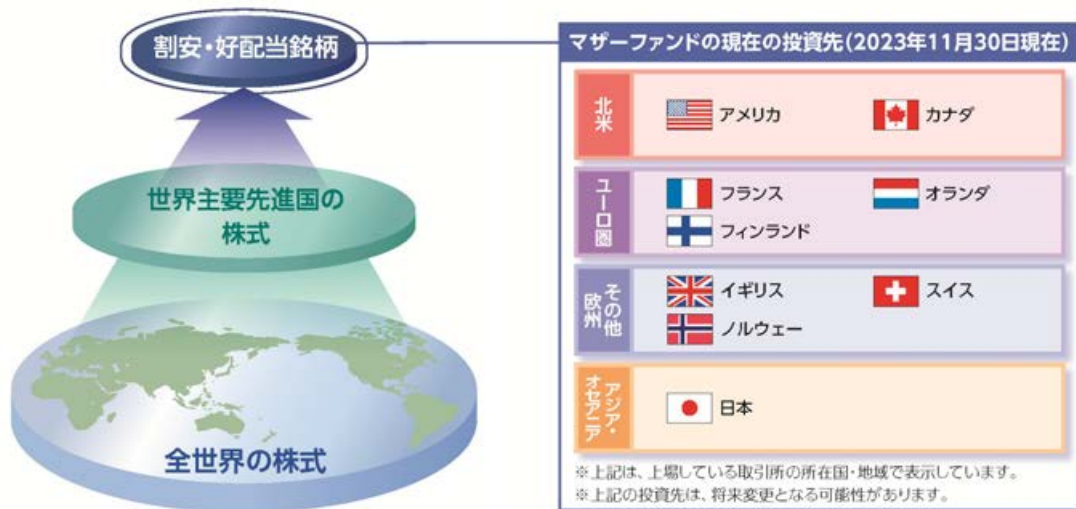 割安・好配当銘柄
世界主要先進国の
株式
全世界の株式
マザーファンドの現在の投資先(2023年11月30日現在)
北米
アメリカ
カナダ
ユーロ圏
フランス
オランダ
フィンランド
その他
欧州
イギリス
スイス
ノルウェー
アジア・
オセアニア
日本
※上記は、上場している取引所の所在国・地域で表示しています。
※上記の投資先は、将来変更となる可能性があります。